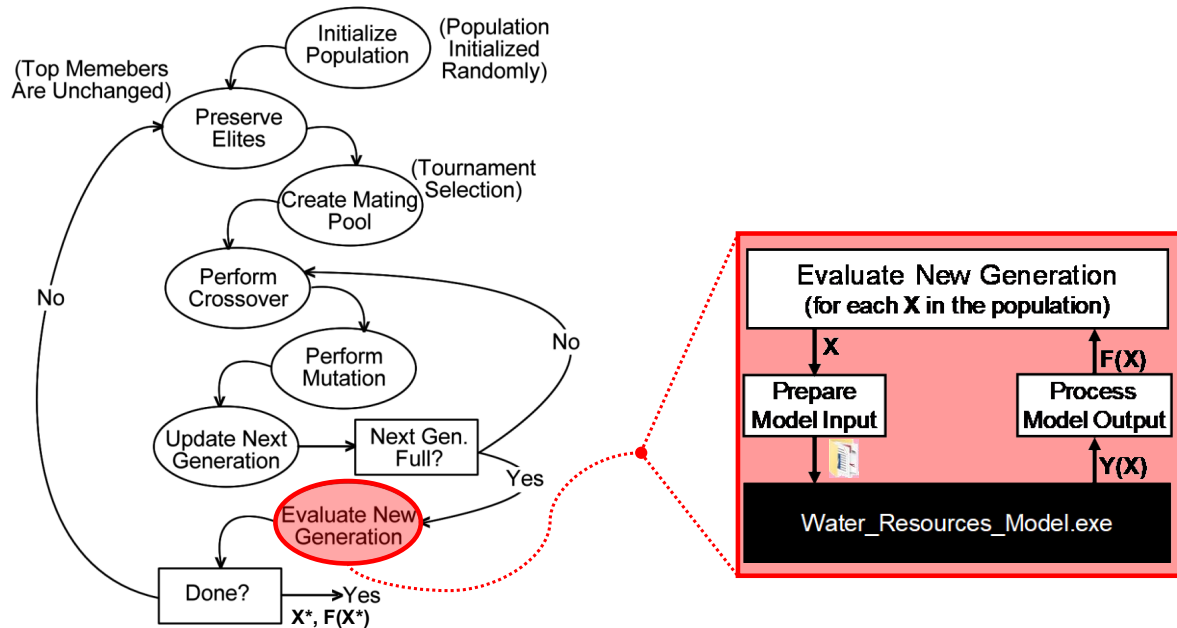 Initialize
Population
(Population
Initialized
Randomly)
(Top Memebers
Are Unchanged)
Preserve
Elites
(Tournament
Selection)
Create Mating
Pool
Perform
Crossover
No
No
Perform
Mutation
Update Next
Generation
Next Gen.
Full?
Yes
Evaluate New
Generation
Done?
Yes
X*, F(X*)
Evaluate New Generation
(for each X in the population)
X
F(X)
Prepare
Model Input
Process
Model Output
Y(X)
Water_Resources_Model.exe